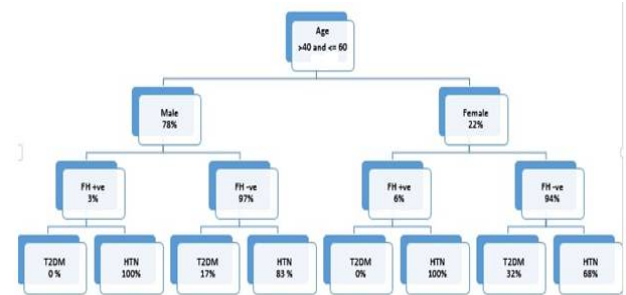 Age
>40 and <= 60
Male
78%
Female
22%
FH +ve
3%
FH -ve
97%
FH +ve
6%
FH -ve
94%
T2DM
0 %
HTN
100%
T2DM
17%
HTN
83 %
T2DM
0%
HTN
100%
T2DM
32%
HTN
68%